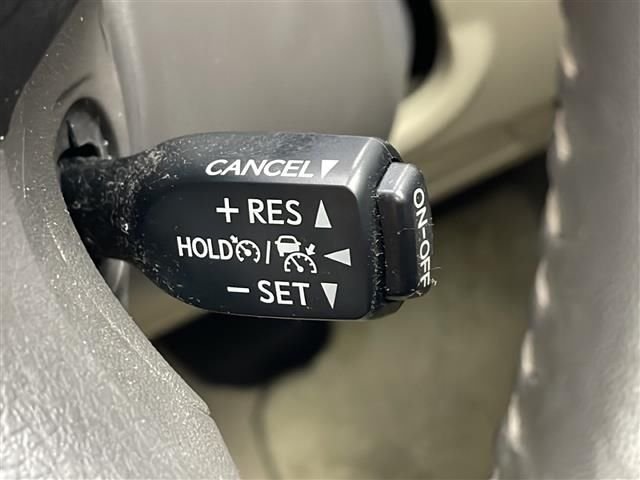 CANCEL
+ RES
HOLD /
- SET
ON-OFF